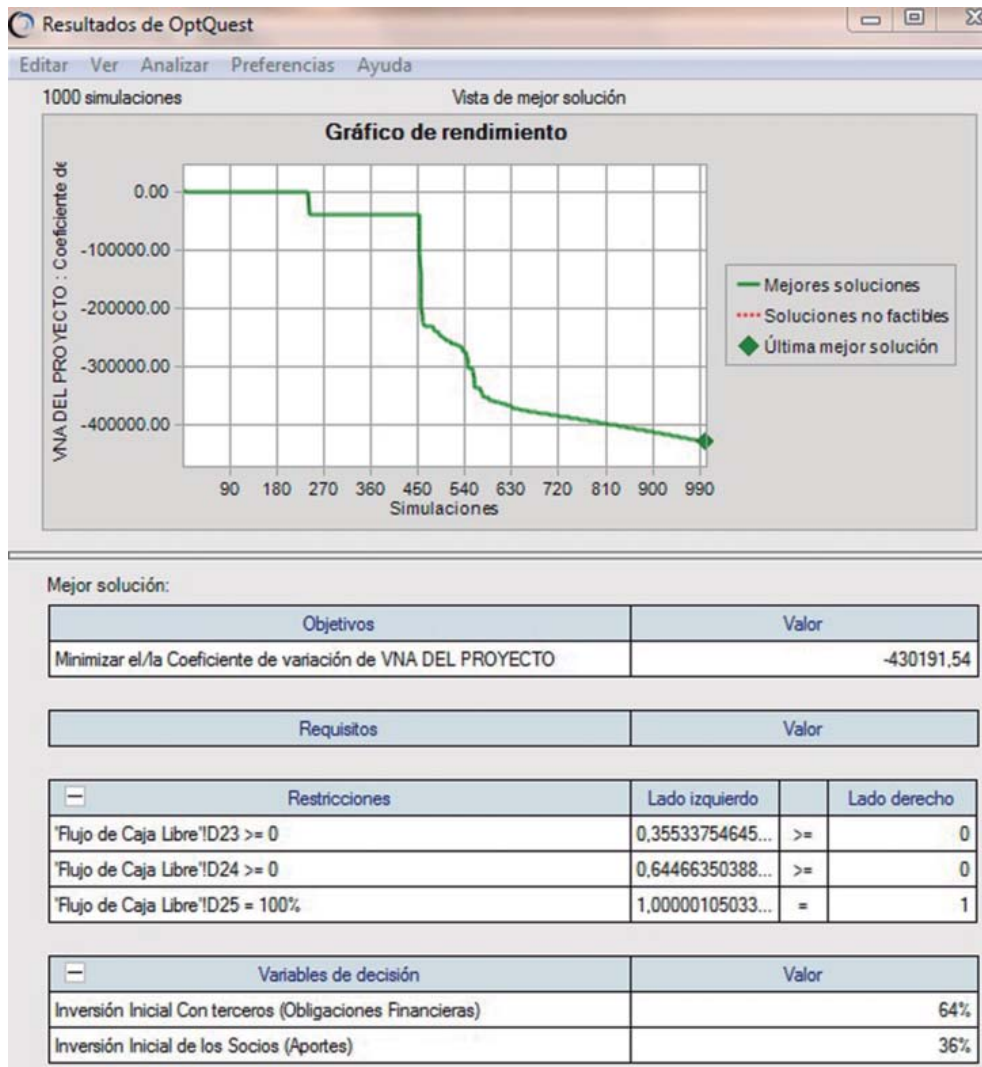 Resultados de OptQuest
Editar Ver Analizar Preferencias Ayuda
1000 simulaciones Vista de mejor solución
Gráfico de rendimiento
VNA DEL PROYECTO : Coeficiente de
0.00
-100000.00
-200000.00
-300000.00
-400000.00
90 180 270 360 450 540 630 720 810 900 990
Simulaciones
Mejores soluciones
Soluciones no factibles
Última mejor solución
Mejor solución:
Objetivos Valor
Minimizar el/la Coeficiente de variación de VNA DEL PROYECTO -430191,54
Requisitos Valor
Restricciones Lado izquierdo Lado derecho
'Flujo de Caja Libre'!D23 >= 0 0,35533754645... >= 0
'Flujo de Caja Libre'!D24 >= 0 0,64466350388... >= 0
'Flujo de Caja Libre'!D25 = 100% 1,00000105033... = 1
Variables de decisión Valor
Inversión Inicial Con terceros (Obligaciones Financieras) 64%
Inversión Inicial de los Socios (Aportes) 36%